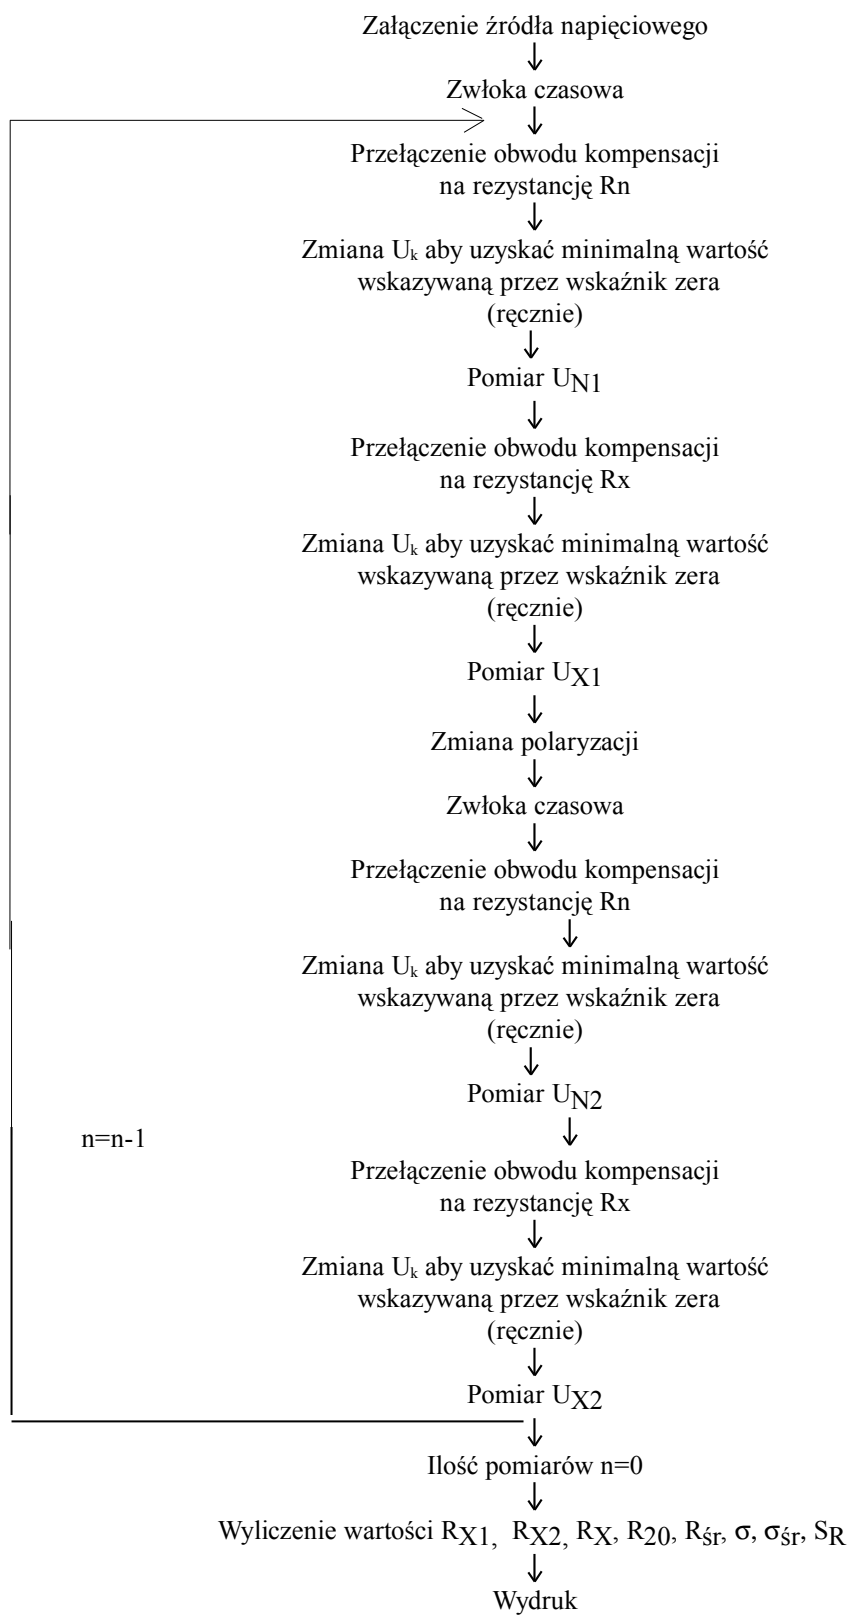 Załączenie źródła napięciowego
Zwłoka czasowa
Przełączenie obwodu kompensacji
na rezystancję Rn
Zmiana Uk aby uzyskać minimalną wartość
wskazywaną przez wskaźnik zera
(ręcznie)
Pomiar UN1
Przełączenie obwodu kompensacji
na rezystancję Rx
Zmiana Uk aby uzyskać minimalną wartość
wskazywaną przez wskaźnik zera
(ręcznie)
Pomiar UX1
Zmiana polaryzacji
Zwłoka czasowa
Przełączenie obwodu kompensacji
na rezystancję Rn
Zmiana Uk aby uzyskać minimalną wartość
wskazywaną przez wskaźnik zera
(ręcznie)
Pomiar UN2
n=n-1
Przełączenie obwodu kompensacji
na rezystancję Rx
Zmiana Uk aby uzyskać minimalną wartość
wskazywaną przez wskaźnik zera
(ręcznie)
Pomiar UX2
Ilość pomiarów n=0
Wyliczenie wartości RX1, RX2, RX, R20, Rśr, σ, σśr, SR
Wydruk